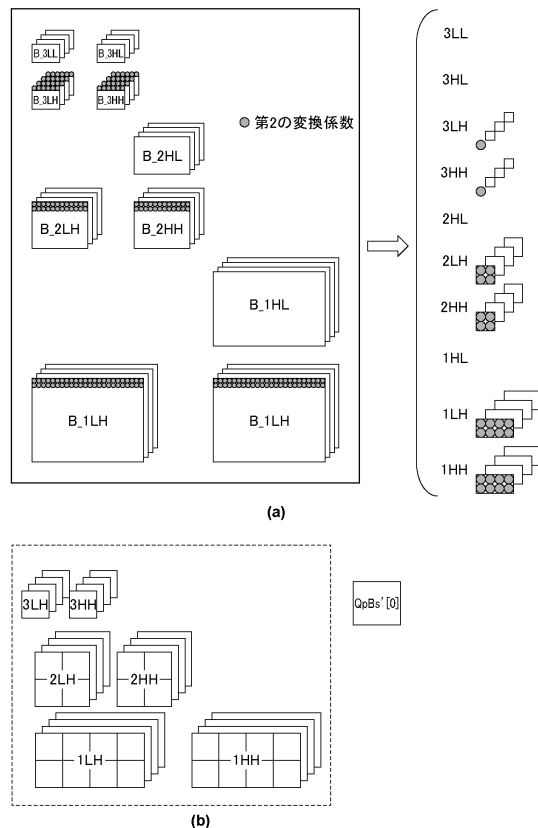 B_3LL B_3HL
B_3LH B_3HH
第2の変換係数
B_2HL
B_2LH B_2HH
B_1HL
B_1LH B_1LH
3LL
3HL
3LH
3HH
2HL
2LH
2HH
1HL
1LH
1HH
(a)
3LH 3HH
2LH 2HH
1LH 1HH
QpBs'[0]
(b)